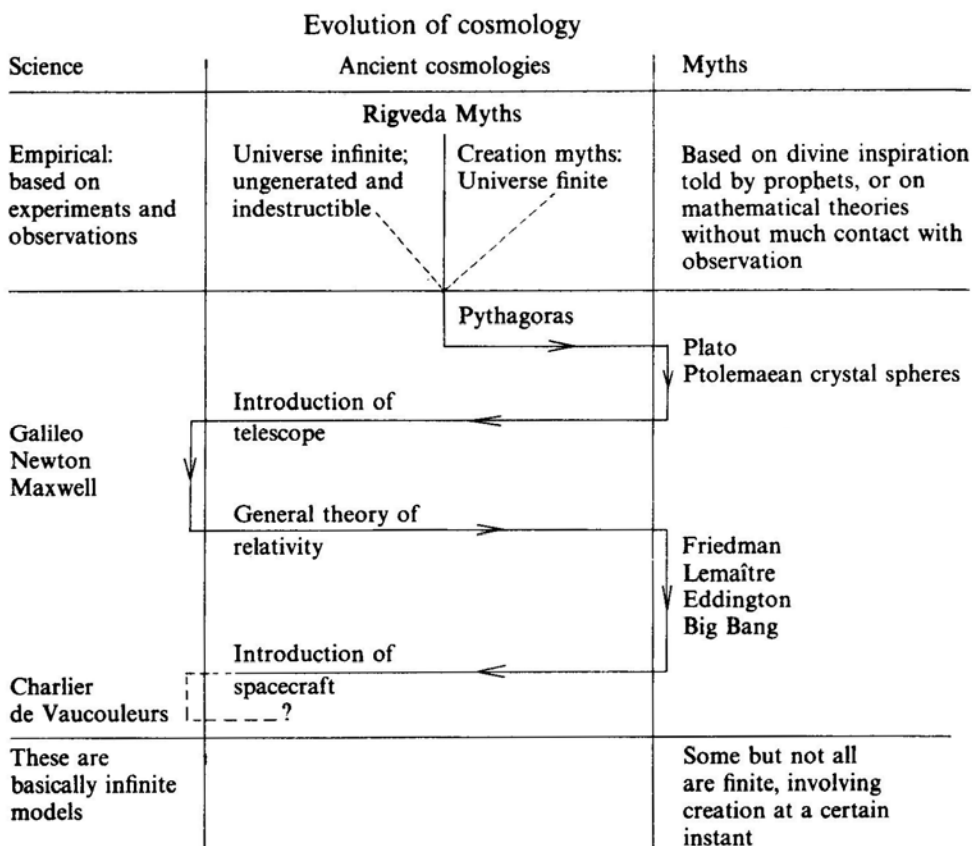 Evolution of cosmology
Science
Ancient cosmologies
Myths
Rigveda Myths
Empirical:
based on
experiments and
observations
Universe infinite;
ungenerated and
indestructible
Creation myths:
Universe finite
Based on divine inspiration
told by prophets, or on
mathematical theories
without much contact with
observation
Pythagoras
Plato
Ptolemaean crystal spheres
Introduction of
telescope
Galileo
Newton
Maxwell
General theory of
relativity
Friedman
Lemaître
Eddington
Big Bang
Introduction of
spacecraft
?
Charlier
de Vaucouleurs
These are
basically infinite
models
Some but not all
are finite, involving
creation at a certain
instant